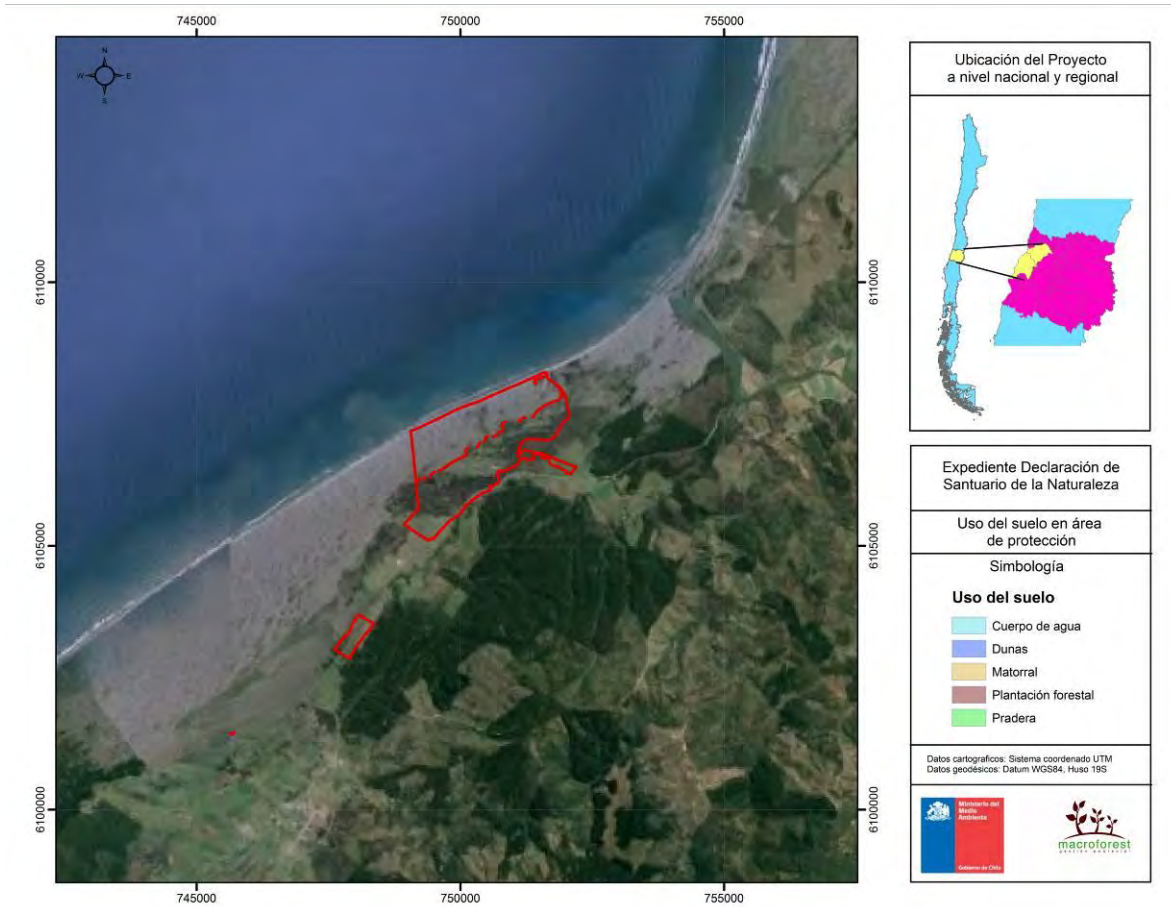 745000
750000
755000
N
W
E
S
6110000
6110000
6105000
6105000
6100000
6100000
745000
750000
755000
Ubicación del Proyecto
a nivel nacional y regional
Expediente Declaración de
Santuario de la Naturaleza
Uso del suelo en área
de protección
Simbología
Uso del suelo
Cuerpo de agua
Dunas
Matorral
Plantación forestal
Pradera
Datos cartograficos: Sistema coordenado UTM
Datos geodésicos: Datum WGS84, Huso 19S
Ministerio del
Medio
Ambiente
Gobierno de Chile
macroforest
gestión ambiental